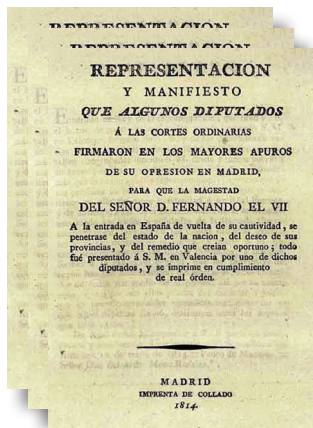 REPRESENTACION
REPRESENTACION
REPRESENTACION
Y MANIFIESTO
QUE ALGUNOS DIPUTADOS
Á LAS CORTES ORDINARIAS
FIRMARON EN LOS MAYORES APUROS
DE SU OPRESION EN MADRID,
PARA QUE LA MAGESTAD
DEL SEÑOR D. FERNANDO EL VII
A la entrada en España de vuelta de su cautividad, se
penetrase del estado de la nacion, del deseo de sus
provincias, y del remedio que creian oportuno; todo
fué presentado á S. M. en Valencia por uno de dichos
diputados, y se imprime en cumplimiento
de real órden.
MADRID
IMPRENTA DE COLLADO
1814.